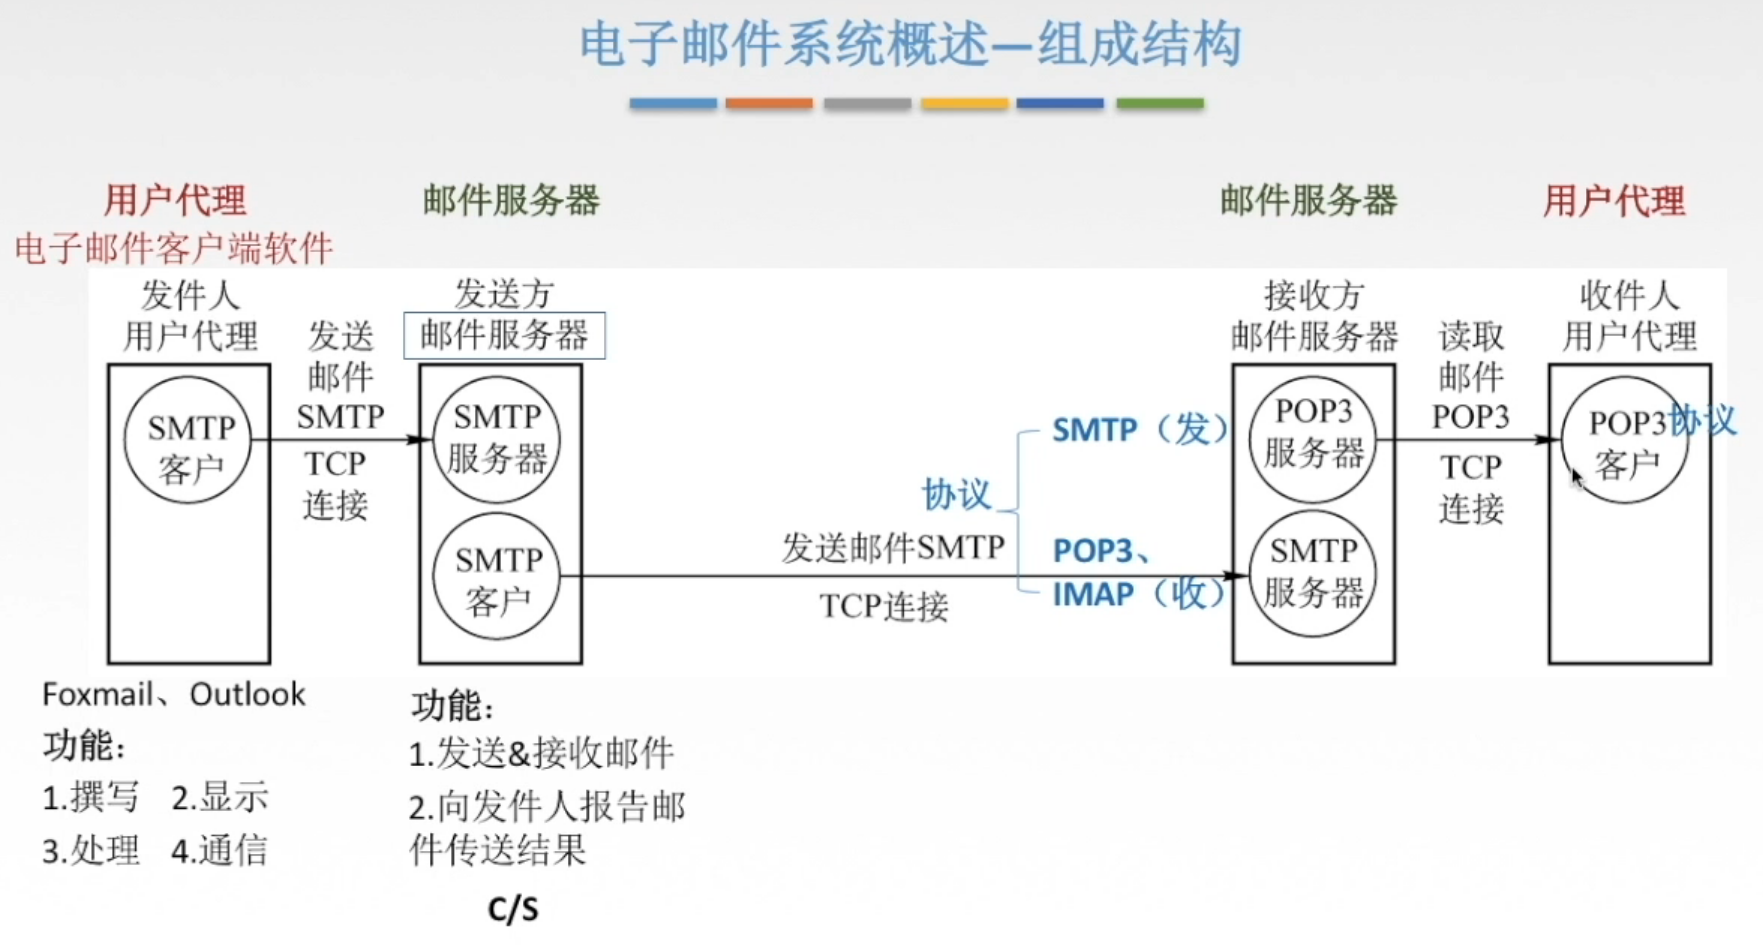 电子邮件系统概述—组成结构
用户代理
邮件服务器
邮件服务器
用户代理
电子邮件客户端软件
发件人
用户代理
发送
邮件
SMTP
TCP
连接
发送方
邮件服务器
接收方
邮件服务器
读取
邮件
POP3
TCP
连接
收件人
用户代理
SMTP
客户
SMTP
服务器
SMTP
客户
发送邮件SMTP
TCP连接
协议
SMTP（发）
POP3、
IMAP（收）
POP3
服务器
SMTP
服务器
POP3
客户
协议
Foxmail、Outlook
功能：
1.撰写 2.显示
3.处理 4.通信
功能：
1.发送&接收邮件
2.向发件人报告邮
件传送结果
C/S